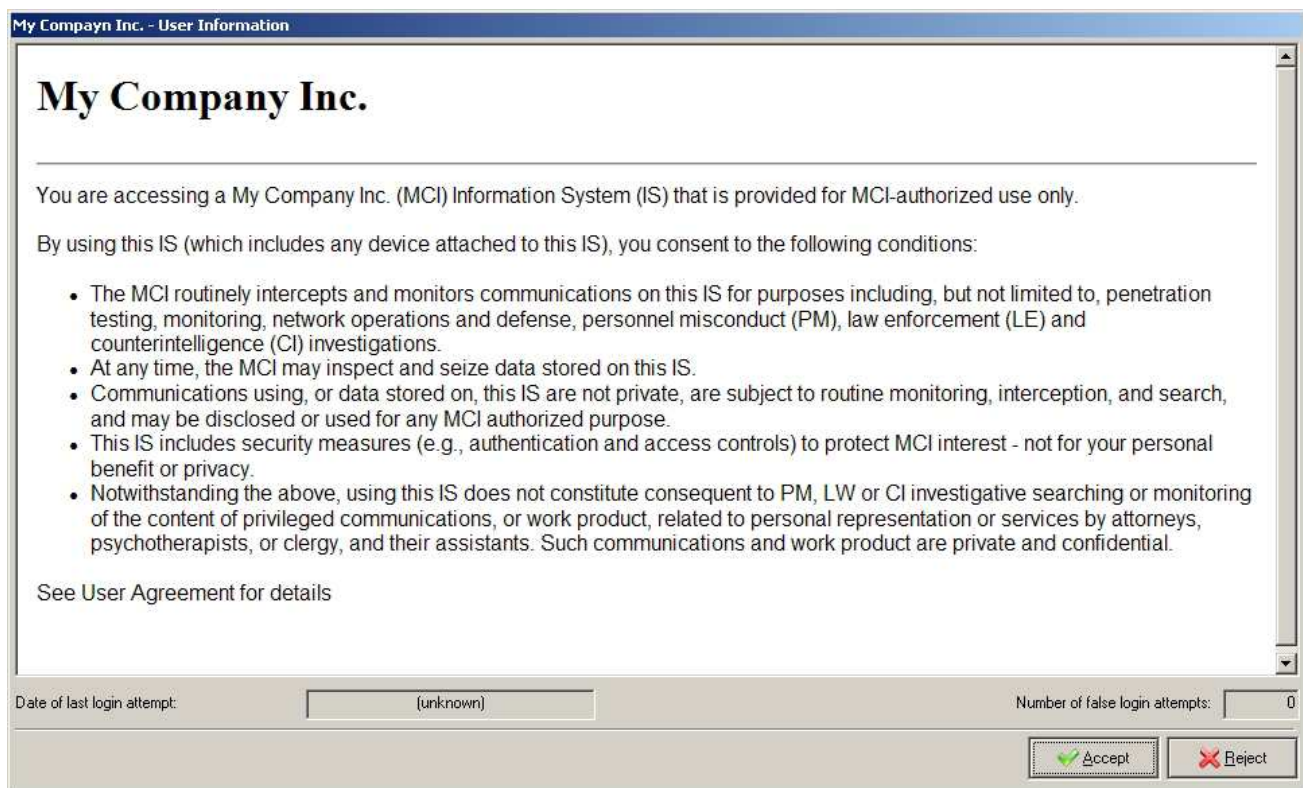 My Compayn Inc. - User Information
My Company Inc.
You are accessing a My Company Inc. (MCI) Information System (IS) that is provided for MCI-authorized use only.
By using this IS (which includes any device attached to this IS), you consent to the following conditions:
• The MCI routinely intercepts and monitors communications on this IS for purposes including, but not limited to, penetration
testing, monitoring, network operations and defense, personnel misconduct (PM), law enforcement (LE) and
counterintelligence (CI) investigations.
• At any time, the MCI may inspect and seize data stored on this IS.
• Communications using, or data stored on, this IS are not private, are subject to routine monitoring, interception, and search,
and may be disclosed or used for any MCI authorized purpose.
• This IS includes security measures (e.g., authentication and access controls) to protect MCI interest - not for your personal
benefit or privacy.
• Notwithstanding the above, using this IS does not constitute consequent to PM, LW or CI investigative searching or monitoring
of the content of privileged communications, or work product, related to personal representation or services by attorneys,
psychotherapists, or clergy, and their assistants. Such communications and work product are private and confidential.
See User Agreement for details
Date of last login attempt: (unknown) Number of false login attempts: 0
Accept Reject